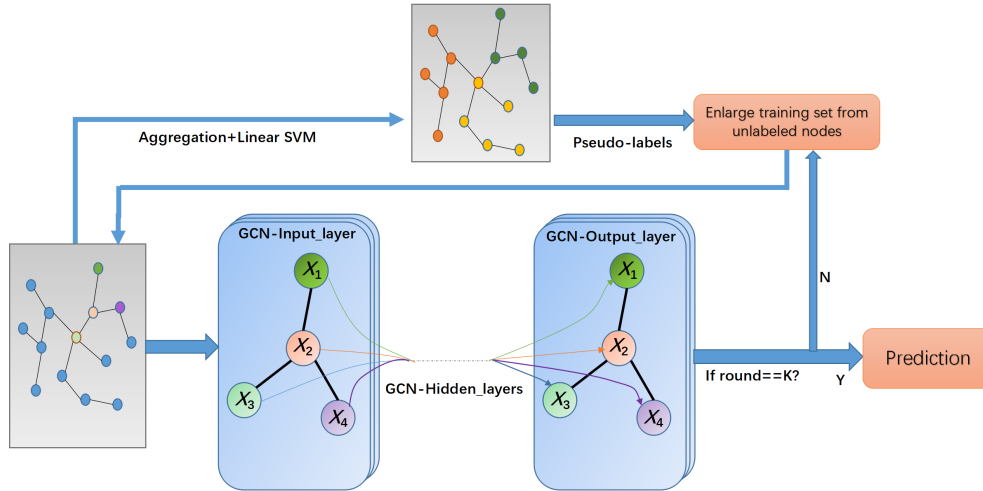 Aggregation+Linear SVM
Pseudo-labels
Enlarge training set from
unlabeled nodes
GCN-Input_layer
X1
X2
X3
X4
GCN-Hidden_layers
GCN-Output_layer
X1
X2
X3
X4
N
If round==K?
Y
Prediction